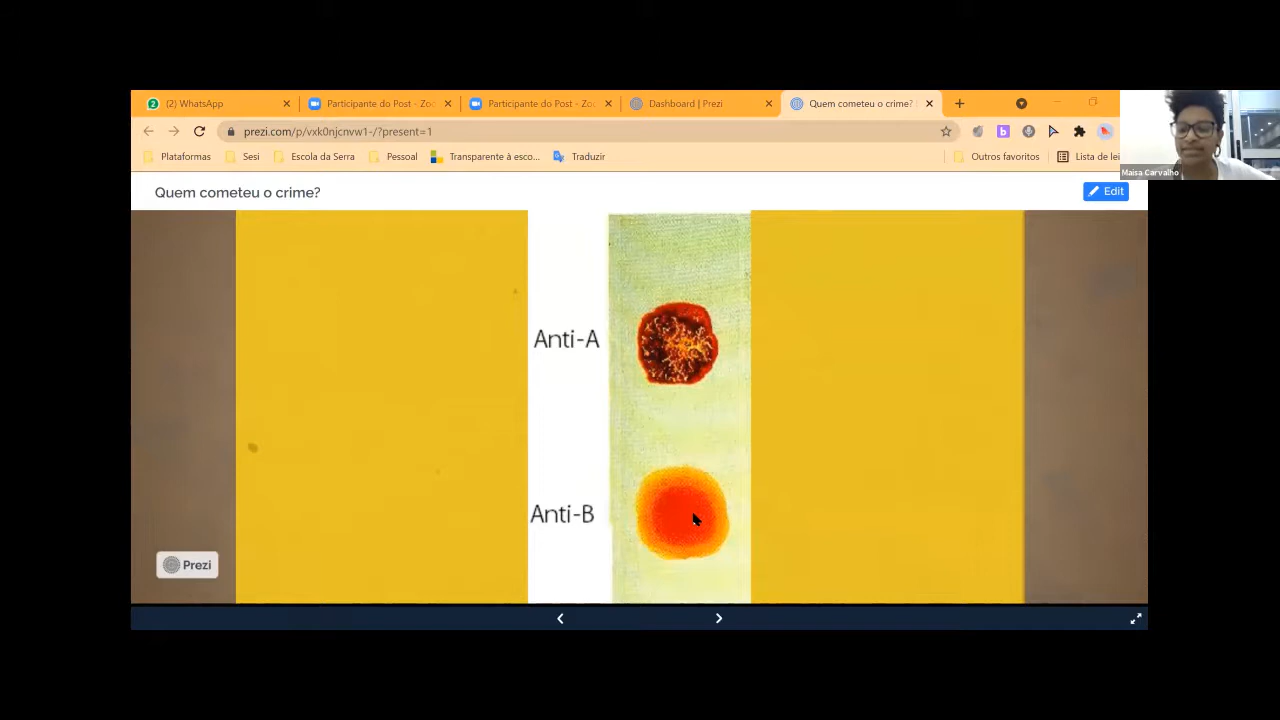 2 (2) WhatsApp
Participante do Post - Zo
Participante do Post - Zo
Dashboard | Prezi
Quem cometeu o crime?
prezi.com/p/vxk0njcnvw1-/?present=1
Plataformas
Sesi
Escola da Serra
Pessoal
Transparente à esco...
Traduzir
Outros favoritos
Lista de lei
Maisa Carvalho
Quem cometeu o crime?
Edit
Anti-A
Anti-B
Prezi